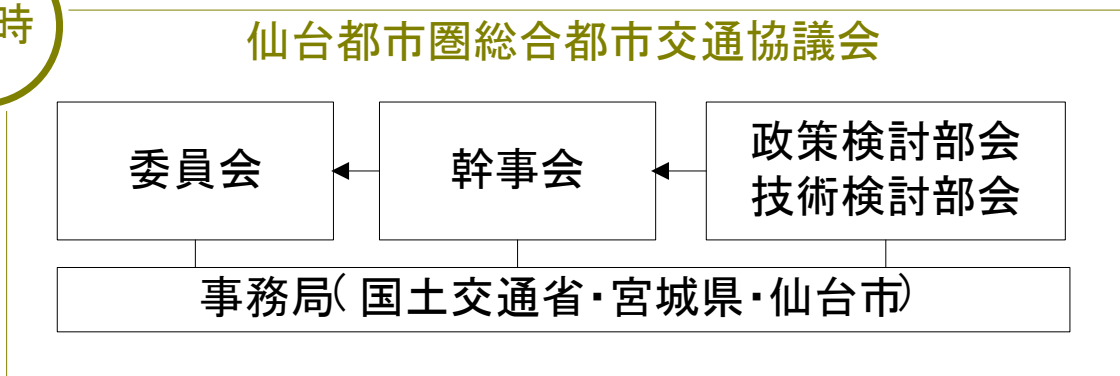 時
仙台都市圏総合都市交通協議会
委員会
幹事会
政策検討部会
技術検討部会
事務局(国土交通省・宮城県・仙台市)